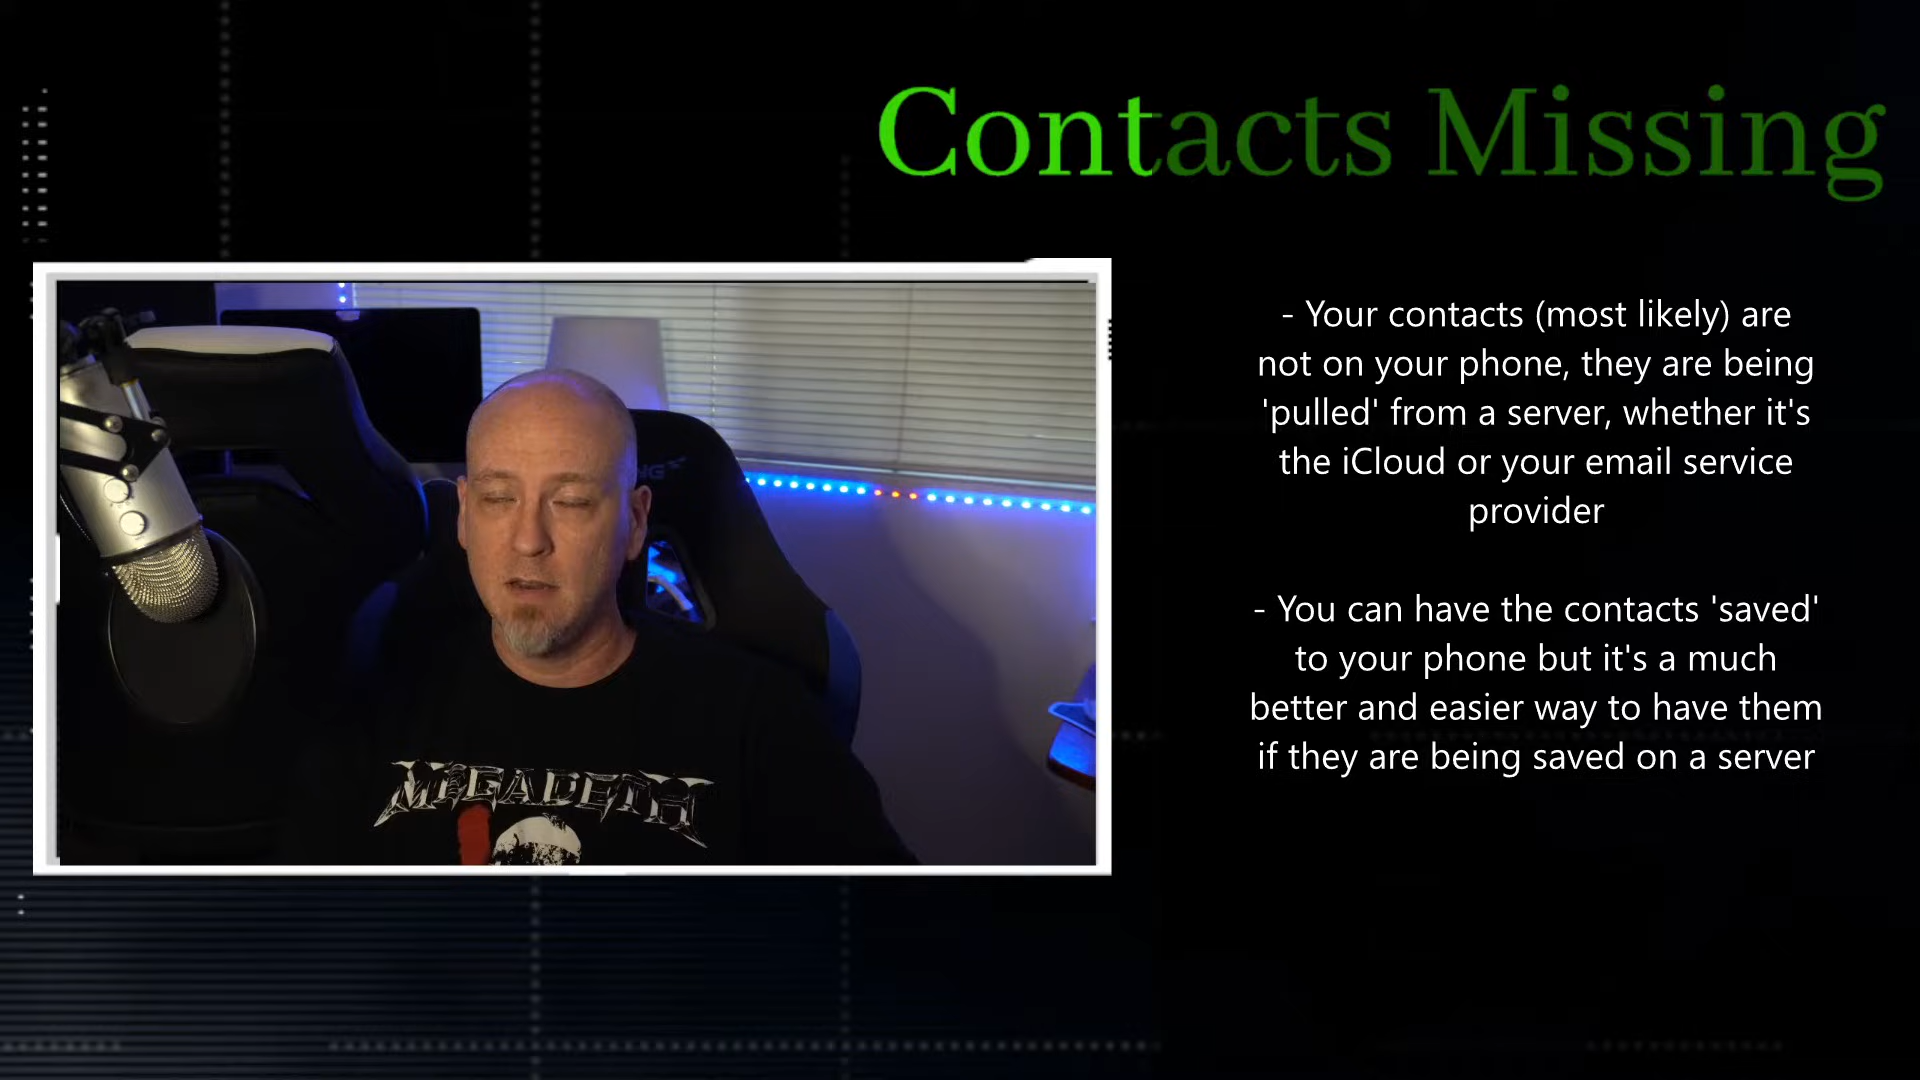 Contacts Missing
- Your contacts (most likely) are
not on your phone, they are being
'pulled' from a server, whether it's
the iCloud or your email service
provider
- You can have the contacts 'saved'
to your phone but it's a much
better and easier way to have them
if they are being saved on a server
MEGADETH